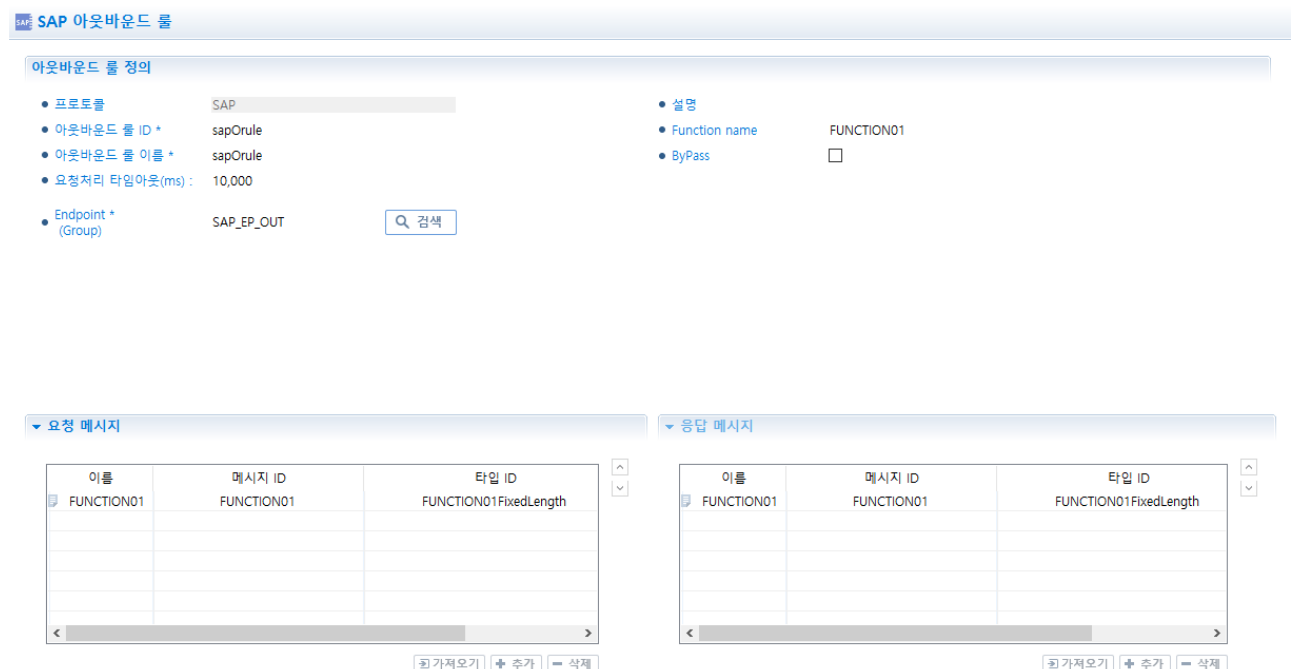 SAP SAP 아웃바운드 룰
아웃바운드 룰 정의
프로토콜 SAP
아웃바운드 룰 ID * sapOrule
아웃바운드 룰 이름 * sapOrule
요청처리 타임아웃(ms) : 10,000
Endpoint *
(Group) SAP_EP_OUT 검색
설명
Function name FUNCTION01
ByPass
요청 메시지
이름 메시지 ID 타입 ID
FUNCTION01 FUNCTION01 FUNCTION01FixedLength
가져오기 추가 삭제
응답 메시지
이름 메시지 ID 타입 ID
FUNCTION01 FUNCTION01 FUNCTION01FixedLength
가져오기 추가 삭제